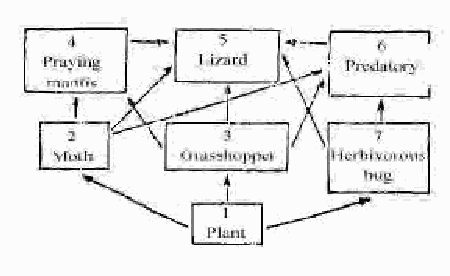 4
Praying
mantis
5
Lizard
6
Predatory
2
Moth
3
Grasshopper
7
Herbivorous
bug
1
Plant